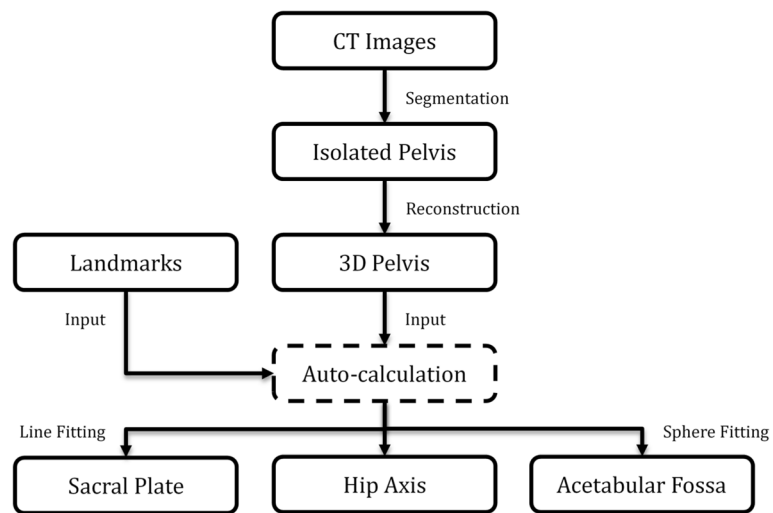 CT Images
Segmentation
Isolated Pelvis
Reconstruction
Landmarks
3D Pelvis
Input
Input
Auto-calculation
Line Fitting
Sphere Fitting
Sacral Plate
Hip Axis
Acetabular Fossa